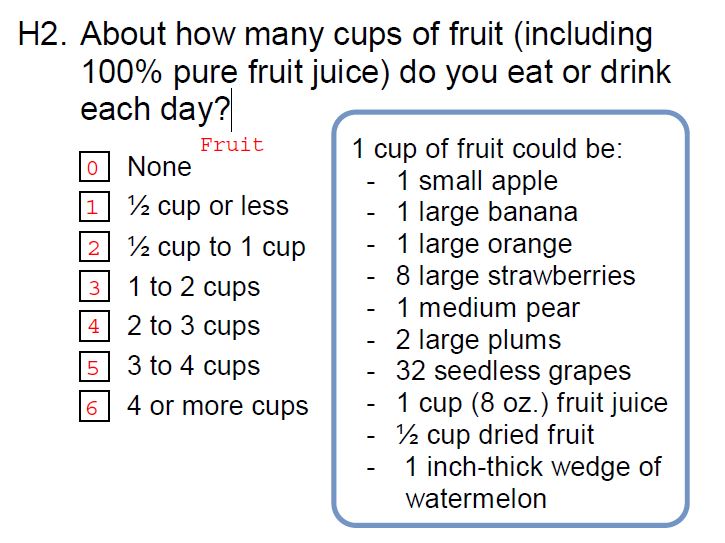 H2. About how many cups of fruit (including
100% pure fruit juice) do you eat or drink
each day?
Fruit
0 None
1 ½ cup or less
2 ½ cup to 1 cup
3 1 to 2 cups
4 2 to 3 cups
5 3 to 4 cups
6 4 or more cups
1 cup of fruit could be:
- 1 small apple
- 1 large banana
- 1 large orange
- 8 large strawberries
- 1 medium pear
- 2 large plums
- 32 seedless grapes
- 1 cup (8 oz.) fruit juice
- ½ cup dried fruit
- 1 inch-thick wedge of
watermelon